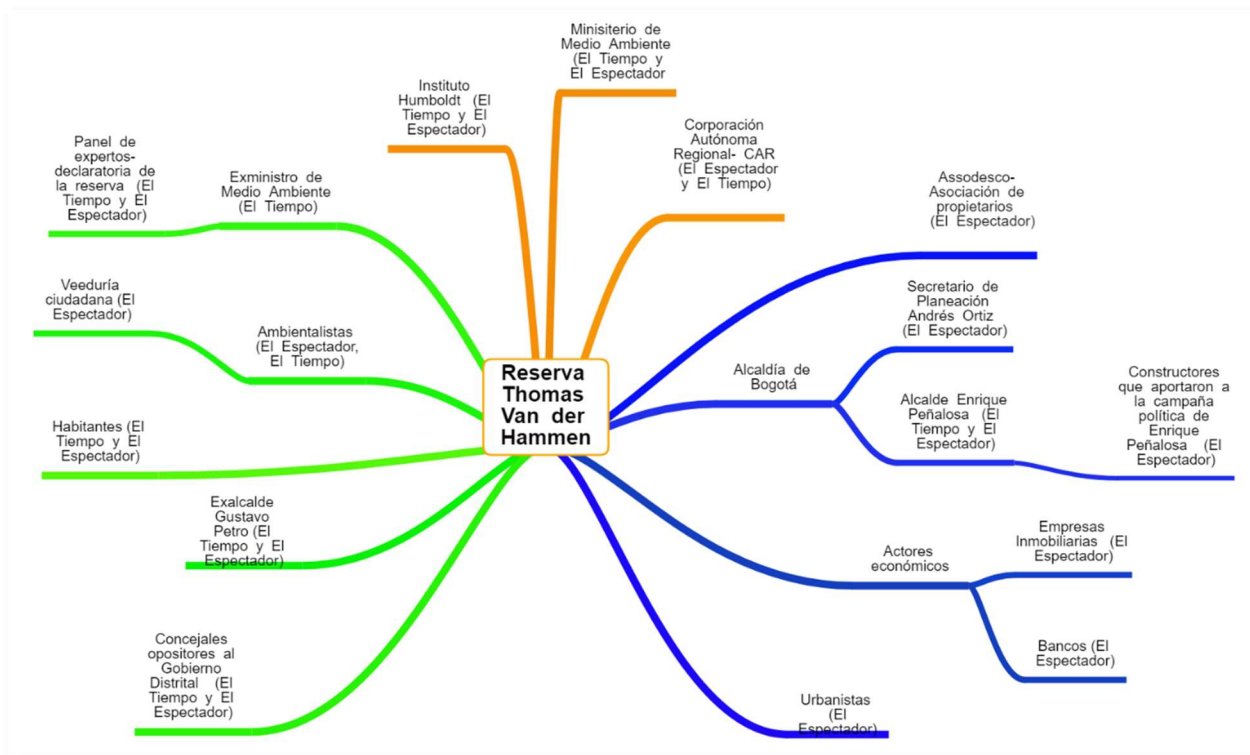 Minisiterio de
Medio Ambiente
(El Tiempo y
El Espectador
Instituto
Humboldt (El
Tiempo y El
Espectador)
Corporación
Autónoma
Regional- CAR
(El Espectador
y El Tiempo)
Panel de
expertos-
declaratoria de
la reserva (El
Tiempo y El
Espectador)
Exministro de
Medio Ambiente
(El Tiempo)
Assodesco-
Asociación de
propietarios
(El Espectador)
Veeduría
ciudadana (El
Espectador)
Ambientalistas
(El Espectador,
El Tiempo)
Secretario de
Planeación
Andrés Ortiz
(El Espectador)
Reserva
Thomas
Van der
Hammen
Alcaldía de
Bogotá
Alcalde Enrique
Peñalosa (El
Tiempo y El
Espectador)
Constructores
que aportaron a
la campaña
política de
Enrique
Peñalosa (El
Espectador)
Habitantes (El
Tiempo y El
Espectador)
Exalcalde
Gustavo
Petro (El
Tiempo y El
Espectador)
Actores
económicos
Empresas
Inmobiliarias (El
Espectador)
Bancos (El
Espectador)
Concejales
opositores al
Gobierno
Distrital (El
Tiempo y El
Espectador)
Urbanistas
(El
Espectador)